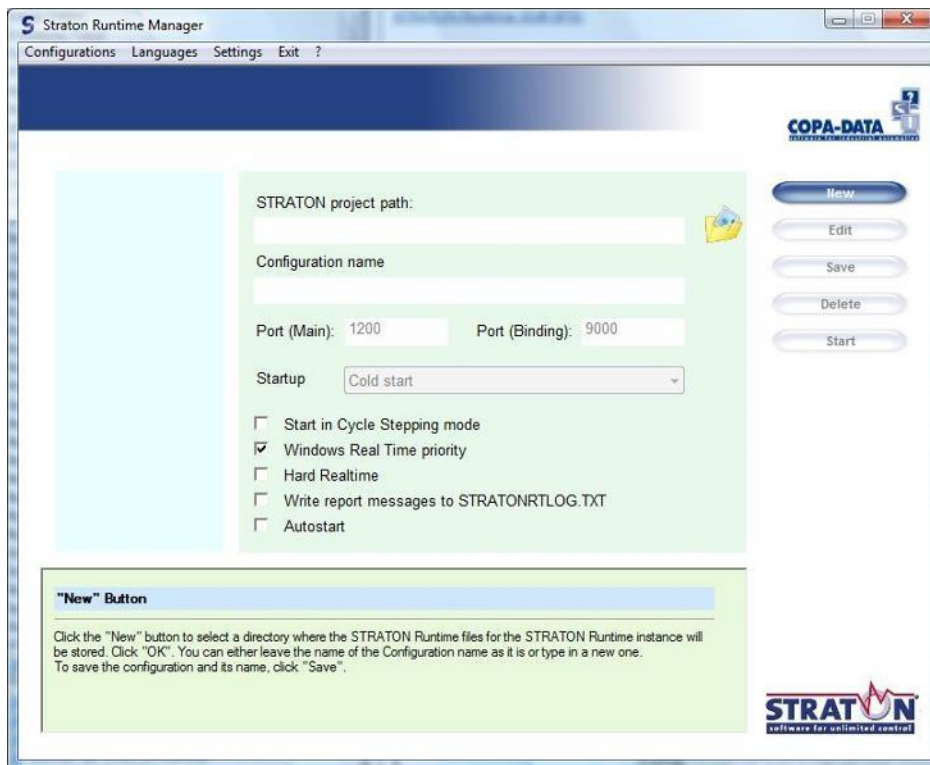 Straton Runtime Manager
Configurations Languages Settings Exit ?
COPA-DATA
STRATON project path:
New
Edit
Configuration name
Save
Delete
Port (Main): 1200 Port (Binding): 9000
Start
Startup Cold start
Start in Cycle Stepping mode
Windows Real Time priority
Hard Realtime
Write report messages to STRATONRTLOG.TXT
Autostart
"New" Button
Click the "New" button to select a directory where the STRATON Runtime files for the STRATON Runtime instance will
be stored. Click "OK". You can either leave the name of the Configuration name as it is or type in a new one.
To save the configuration and its name, click "Save".
STRATON
software for unlimited control